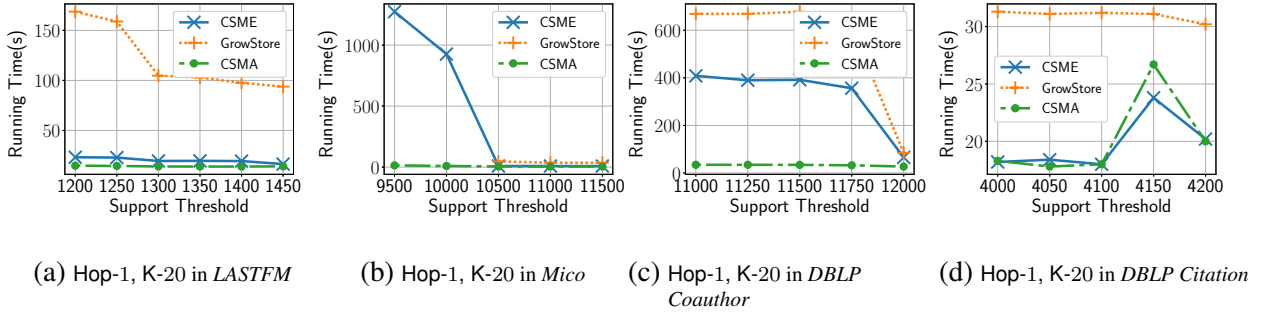 150
100
50
1200 1250 1300 1350 1400 1450
Support Threshold
Running Time(s)
CSME
GrowStore
CSMA
1000
500
0
9500 10000 10500 11000 11500
Support Threshold
Running Time(s)
CSME
GrowStore
CSMA
600
400
200
0
11000 11250 11500 11750 12000
Support Threshold
Running Time(s)
CSME
GrowStore
CSMA
30
25
20
4000 4050 4100 4150 4200
Support Threshold
Running Time(s)
CSME
GrowStore
CSMA
(a) Hop-1, K-20 in LASTFM
(b) Hop-1, K-20 in Mico
(c) Hop-1, K-20 in DBLP
Coauthor
(d) Hop-1, K-20 in DBLP Citation